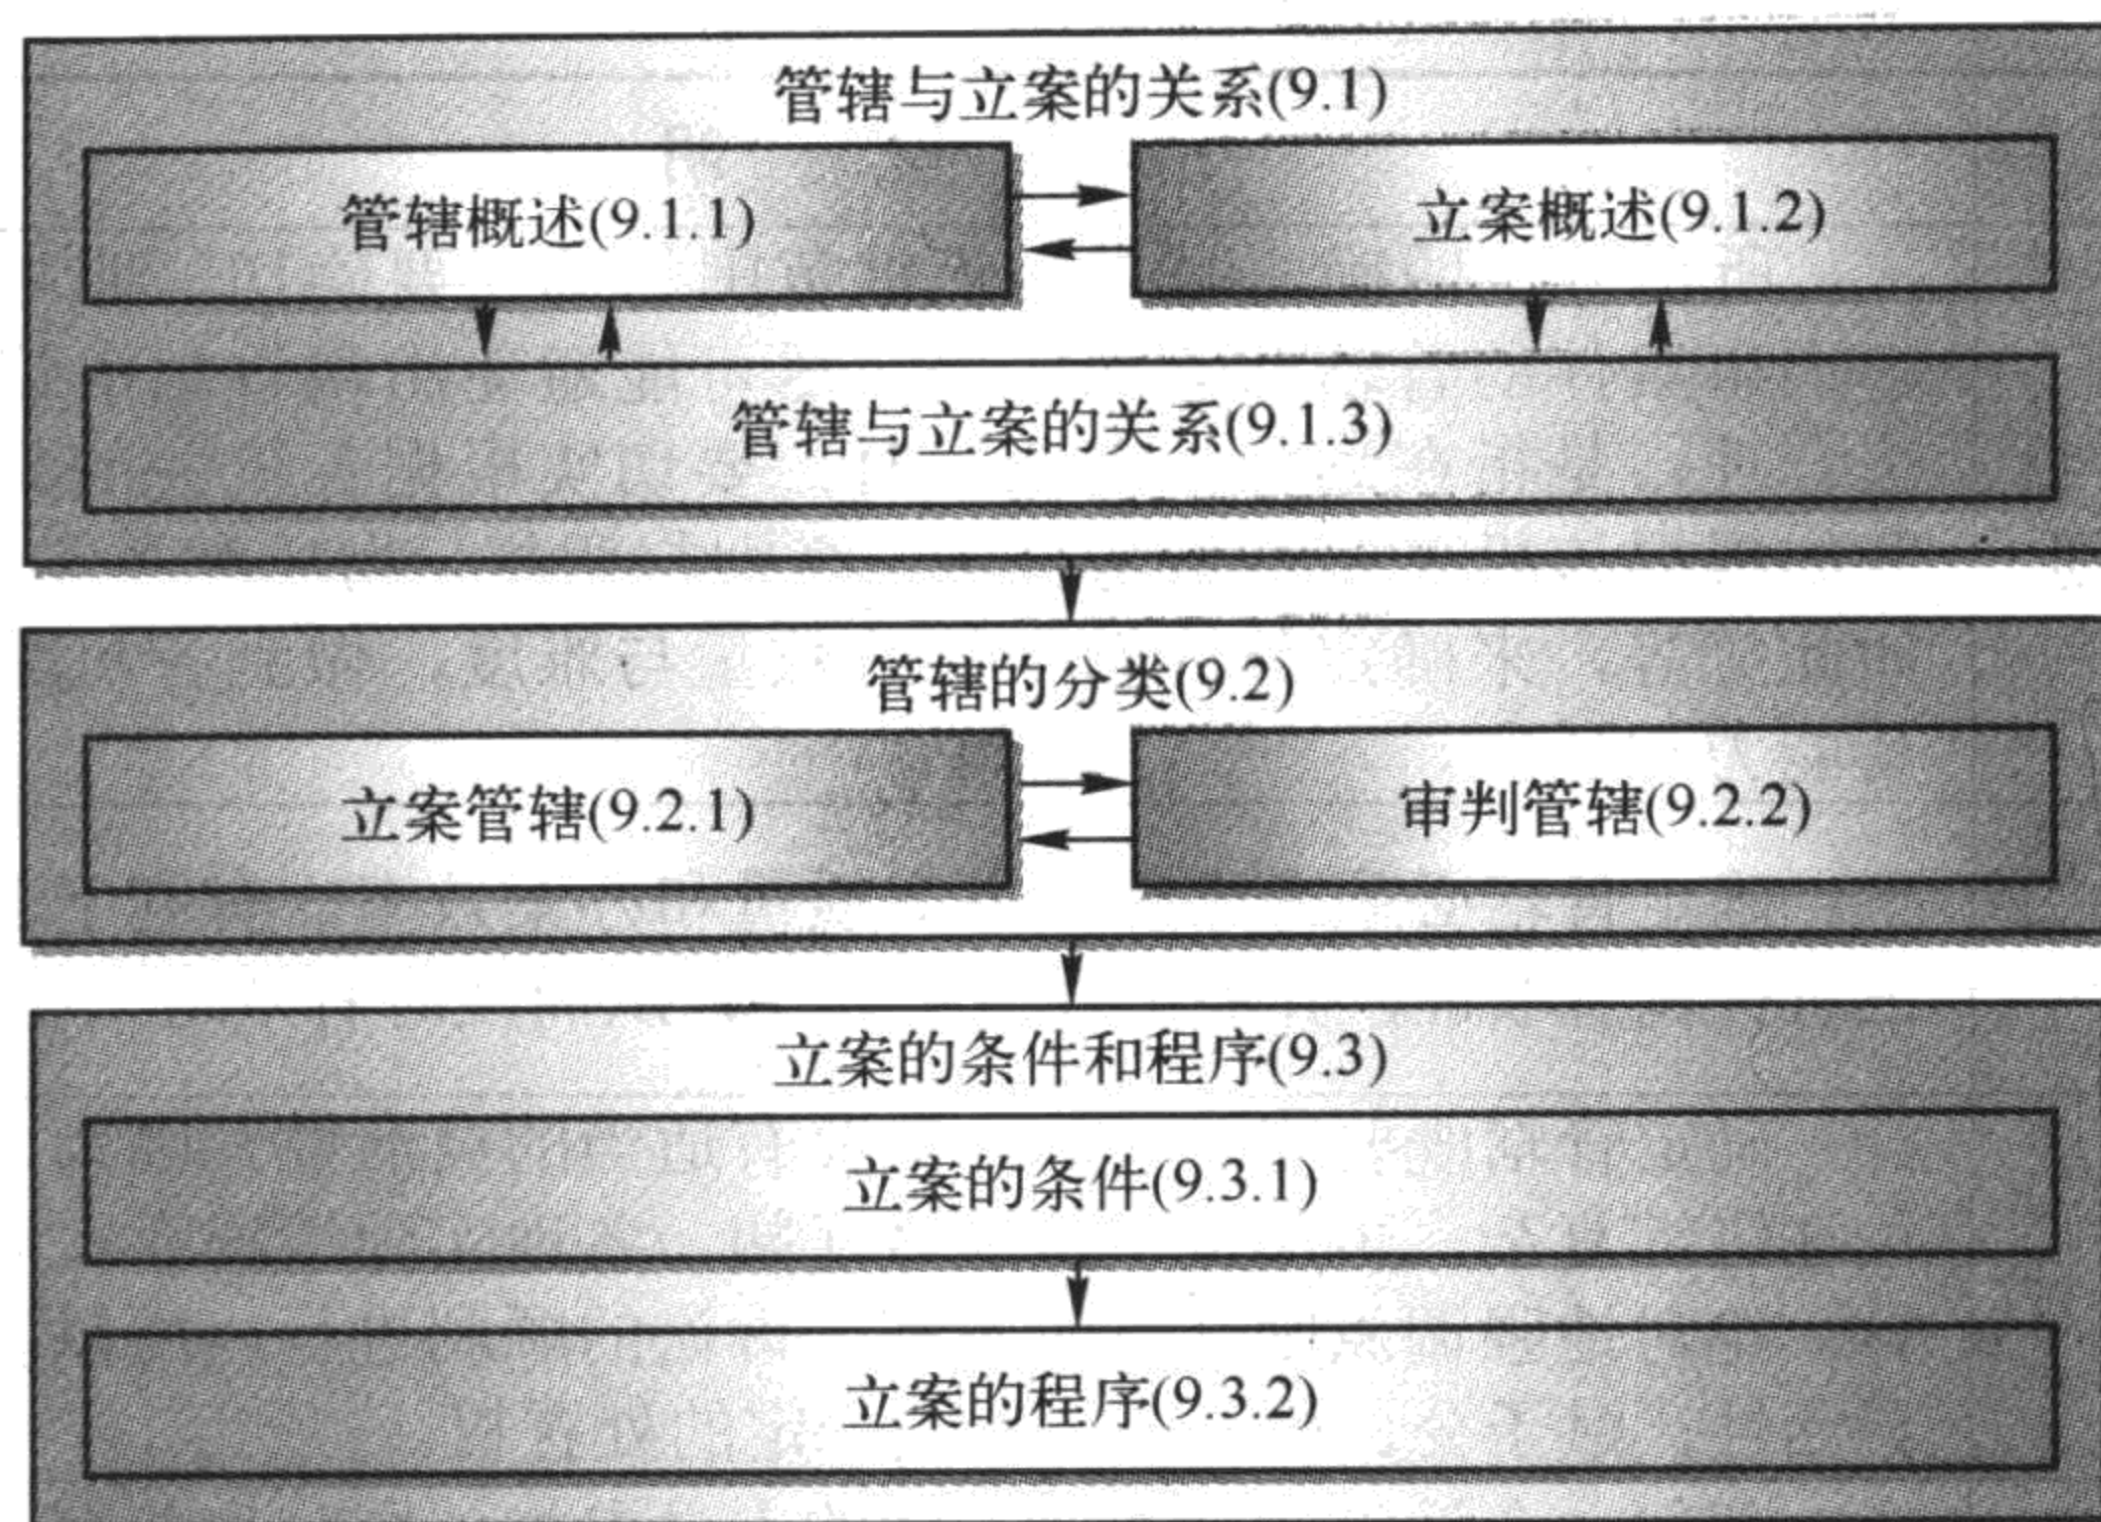 管辖与立案的关系(9.1)
管辖概述(9.1.1)
立案概述(9.1.2)
管辖与立案的关系(9.1.3)
管辖的分类(9.2)
立案管辖(9.2.1)
审判管辖(9.2.2)
立案的条件和程序(9.3)
立案的条件(9.3.1)
立案的程序(9.3.2)